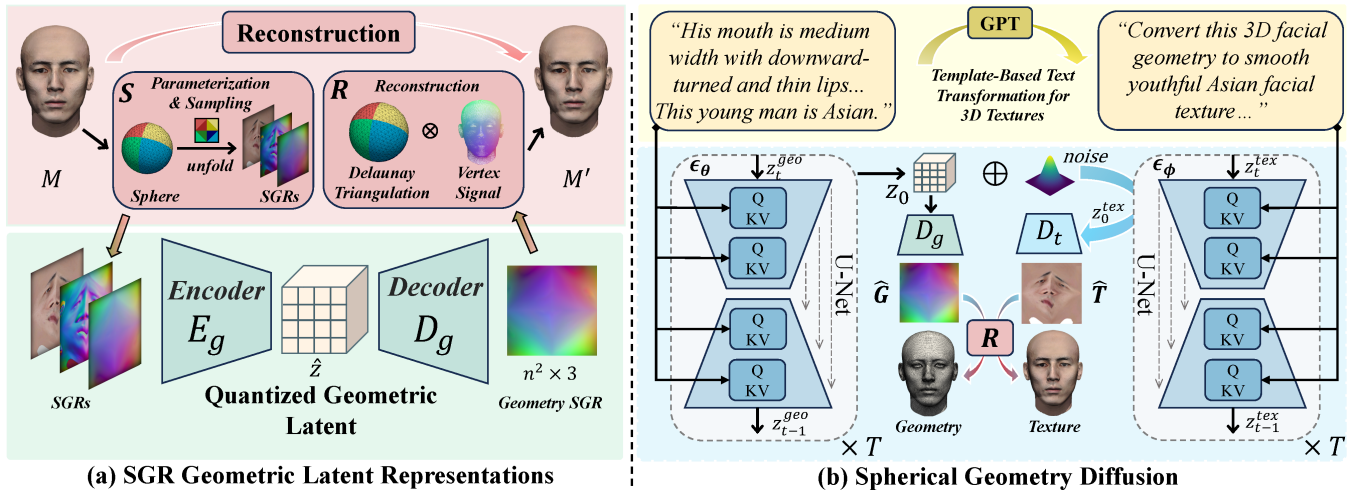 Reconstruction
S
Parameterization
& Sampling
unfold
Sphere
SGRs
R
Reconstruction
Delaunay
Triangulation
Vertex
Signal
M
M′
SGRs
Encoder
E_g
ẑ
Decoder
D_g
n² × 3
Geometry SGR
Quantized Geometric
Latent
(a) SGR Geometric Latent Representations
“His mouth is medium
width with downward-
turned and thin lips...
This young man is Asian.”
GPT
Template-Based Text
Transformation for
3D Textures
“Convert this 3D facial
geometry to smooth
youthful Asian facial
texture…”
ϵ_θ
z_t^{geo}
Q
KV
Q
KV
Q
KV
Q
KV
U-Net
z_{t-1}^{geo}
× T
z_0
noise
z_0^{tex}
D_g
D_t
Ĝ
T̂
R
Geometry
Texture
ϵ_ϕ
z_t^{tex}
Q
KV
Q
KV
Q
KV
Q
KV
U-Net
z_{t-1}^{tex}
× T
(b) Spherical Geometry Diffusion